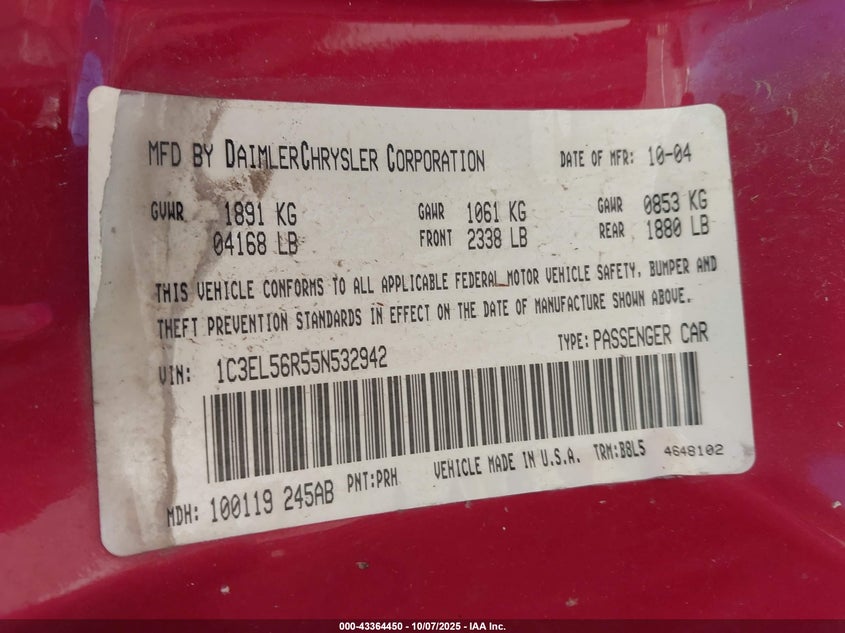 MFD BY DAIMLERCHRYSLER CORPORATION DATE OF MFR: 10-04
GVWR 1891 KG GAWR 1061 KG GAWR 0853 KG
04168 LB FRONT 2338 LB REAR 1880 LB
THIS VEHICLE CONFORMS TO ALL APPLICABLE FEDERAL MOTOR VEHICLE SAFETY, BUMPER AND
THEFT PREVENTION STANDARDS IN EFFECT ON THE DATE OF MANUFACTURE SHOWN ABOVE.
VIN: 1C3EL56R55N532942 TYPE: PASSENGER CAR
MDH: 100119 245AB PNT:PRH VEHICLE MADE IN U.S.A. TRM:B8L5 4648102
000-43364450 - 10/07/2025 - IAA Inc.